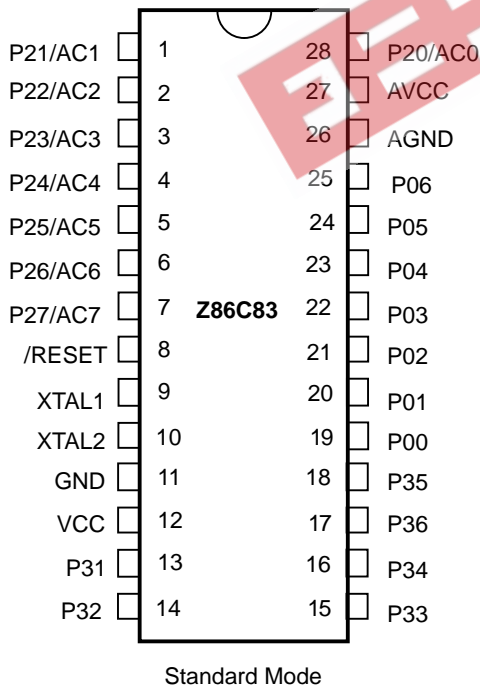 P21/AC1 1 28 P20/AC0
P22/AC2 2 27 AVCC
P23/AC3 3 26 AGND
P24/AC4 4 25 P06
P25/AC5 5 24 P05
P26/AC6 6 23 P04
P27/AC7 7 Z86C83 22 P03
/RESET 8 21 P02
XTAL1 9 20 P01
XTAL2 10 19 P00
GND 11 18 P35
VCC 12 17 P36
P31 13 16 P34
P32 14 15 P33
Standard Mode